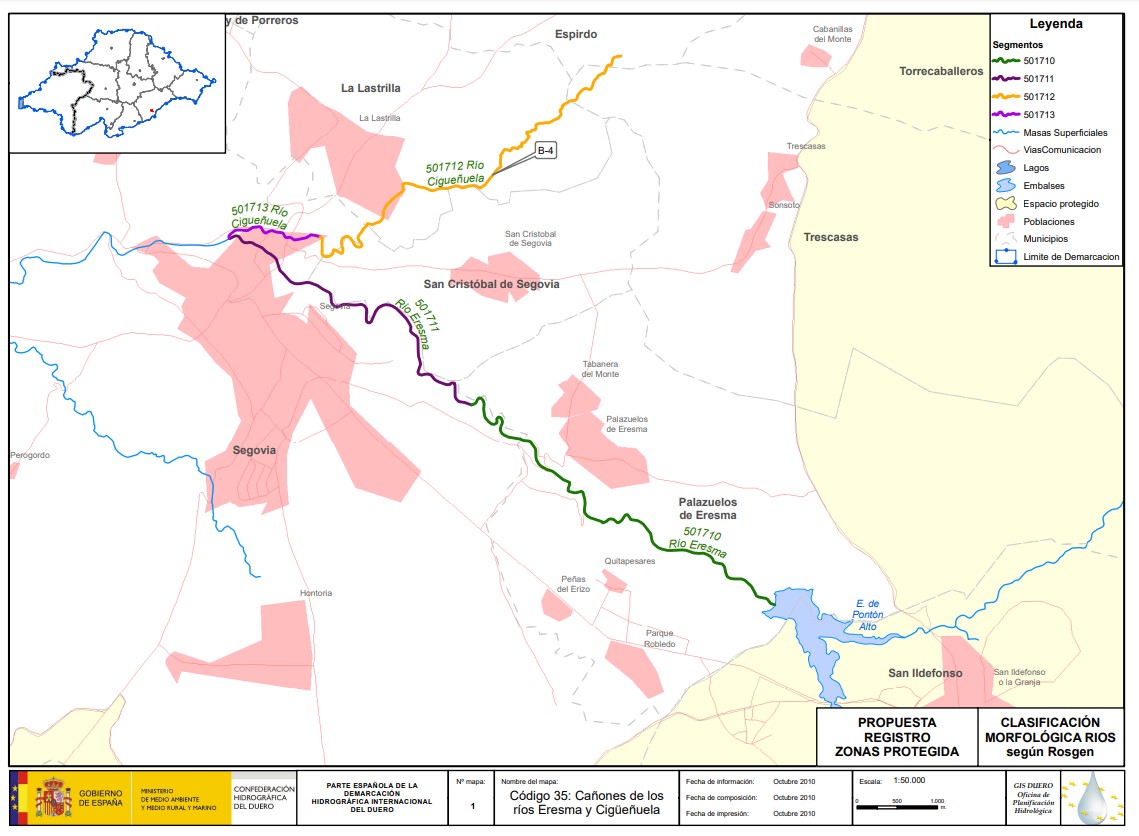 y de Porreros
Espirdo
Cabanillas
del Monte
Torrecaballeros
La Lastrilla
La Lastrilla
B-4
501712 Rio
Cigueñuela
Trescasas
Sonsoto
501713 Rio
Cigueñuela
San Cristobal
de Segovia
Trescasas
San Cristóbal de Segovia
Segovia
501711
Río Eresma
Tabanera
del Monte
Palazuelos
de Eresma
Perogordo
Segovia
Palazuelos
de Eresma
501710
Río Eresma
Quitapesares
Peñas
del Erizo
Hontoria
E. de
Pontón
Alto
Parque
Robledo
San Ildefonso
San Ildefonso
o la Granja
Leyenda
Segmentos
501710
501711
501712
501713
Masas Superficiales
ViasComunicacion
Lagos
Embalses
Espacio protegido
Poblaciones
Municipios
Limite de Demarcacion
PROPUESTA
REGISTRO
ZONAS PROTEGIDA
CLASIFICACIÓN
MORFOLÓGICA RIOS
según Rosgen
GOBIERNO
DE ESPAÑA
MINISTERIO
DE MEDIO AMBIENTE
Y MEDIO RURAL Y MARINO
CONFEDERACIÓN
HIDROGRÁFICA
DEL DUERO
PARTE ESPAÑOLA DE LA
DEMARCACIÓN
HIDROGRÁFICA INTERNACIONAL
DEL DUERO
Nº mapa:
1
Nombre del mapa:
Código 35: Cañones de los
ríos Eresma y Cigüeñuela
Fecha de información: Octubre 2010
Fecha de composición: Octubre 2010
Fecha de impresión: Octubre 2010
Escala: 1:50.000
0 500 1.000
m.
GIS DUERO
Oficina de
Planificación
Hidrológica